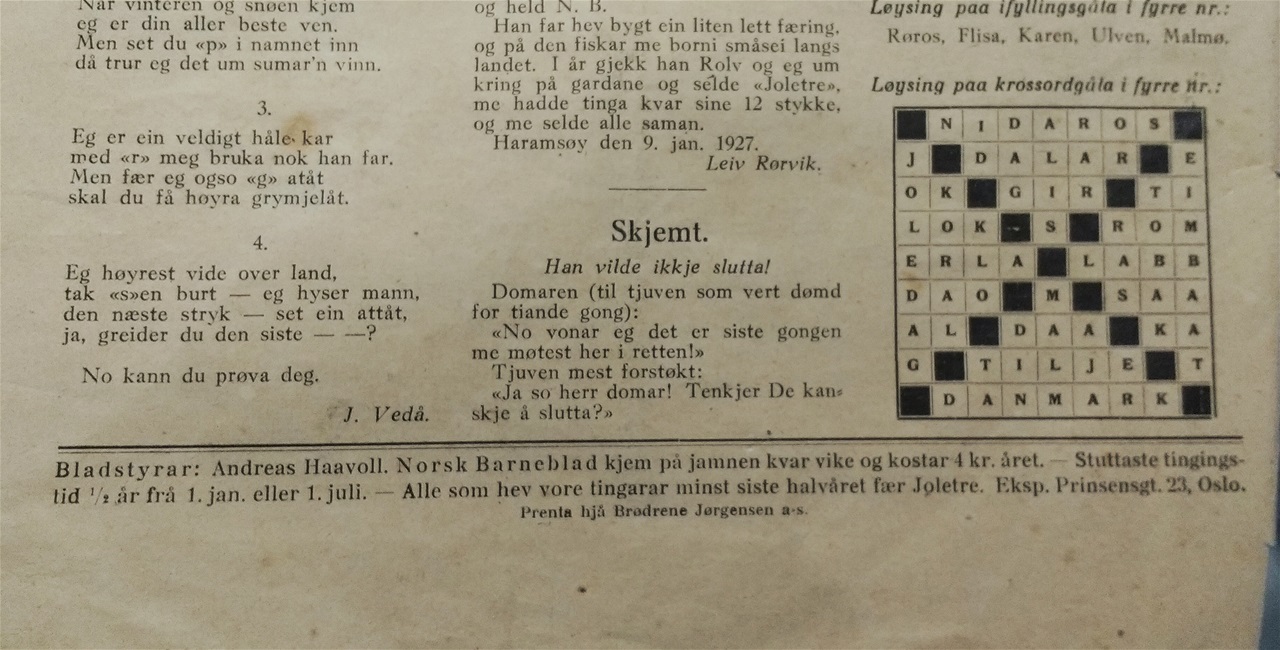 Når vinteren og snøen kjem
eg er din aller beste ven.
Men set du «p» i namnet inn
då trur eg det um sumar'n vinn.
3.
Eg er ein veldigt håle kar
med «r» meg bruka nok han far.
Men fær eg ogso «g» atåt
skal du få høyra grymjelåt.
4.
Eg høyrest vide over land,
tak «s»en burt — eg hyser mann,
den næste stryk — set ein attåt,
ja, greider du den siste — —?
No kann du prøva deg.
J. Vedå.
og held N. B.
Han far hev bygt ein liten lett færing,
og på den fiskar me borni småsei langs
landet. I år gjekk han Rolv og eg um
kring på gardane og selde «Joletre»,
me hadde tinga kvar sine 12 stykke,
og me selde alle saman.
Haramsøy den 9. jan. 1927.
Leiv Rørvik.
Skjemt.
Han vilde ikkje slutta!
Domaren (til tjuven som vert dømd
for tiande gong):
«No vonar eg det er siste gongen
me møtest her i retten!»
Tjuven mest forstøkt:
«Ja so herr domar! Tenkjer De kan-
skje å slutta?»
Løysing paa ifyllingsgåta i fyrre nr.:
Røros, Flisa, Karen, Ulven, Malmø.
Løysing paa krossordgåta i fyrre nr.:
N I D A R O S
J D A L A R E
O K G I R T I
L O K S R O M
E R L A L A B B
D A O M S A A
A L D A A K A
G T I L J E T
D A N M A R K
Bladstyrar: Andreas Haavoll. Norsk Barneblad kjem på jamnen kvar vike og kostar 4 kr. året. — Stuttaste tingings-
tid ½ år frå 1. jan. eller 1. juli. — Alle som hev vore tingarar minst siste halvåret fær Joletre. Eksp. Prinsensgt. 23, Oslo.
Prenta hjå Brødrene Jørgensen a-s.